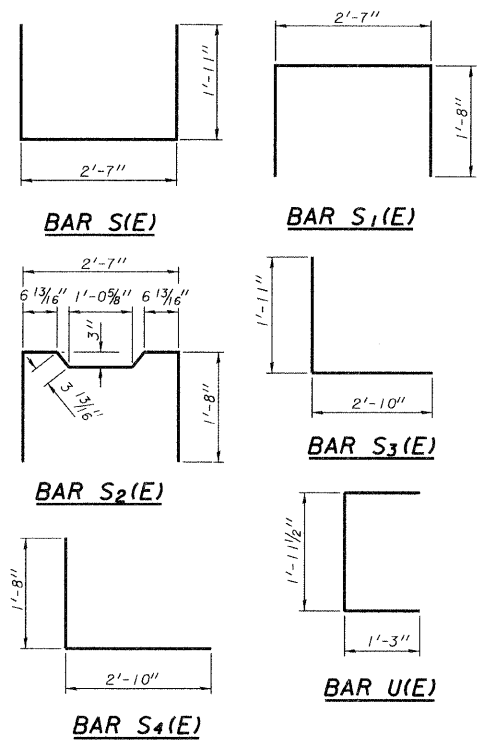 1'-11"
2'-7"
BAR S(E)
2'-7"
1'-8"
BAR S1(E)
2'-7"
6 13/16" 1'-0 5/8" 6 13/16"
3"
3 13/16"
1'-8"
BAR S2(E)
1'-11"
2'-10"
BAR S3(E)
1'-8"
2'-10"
BAR S4(E)
1'-11 1/2"
1'-3"
BAR U(E)